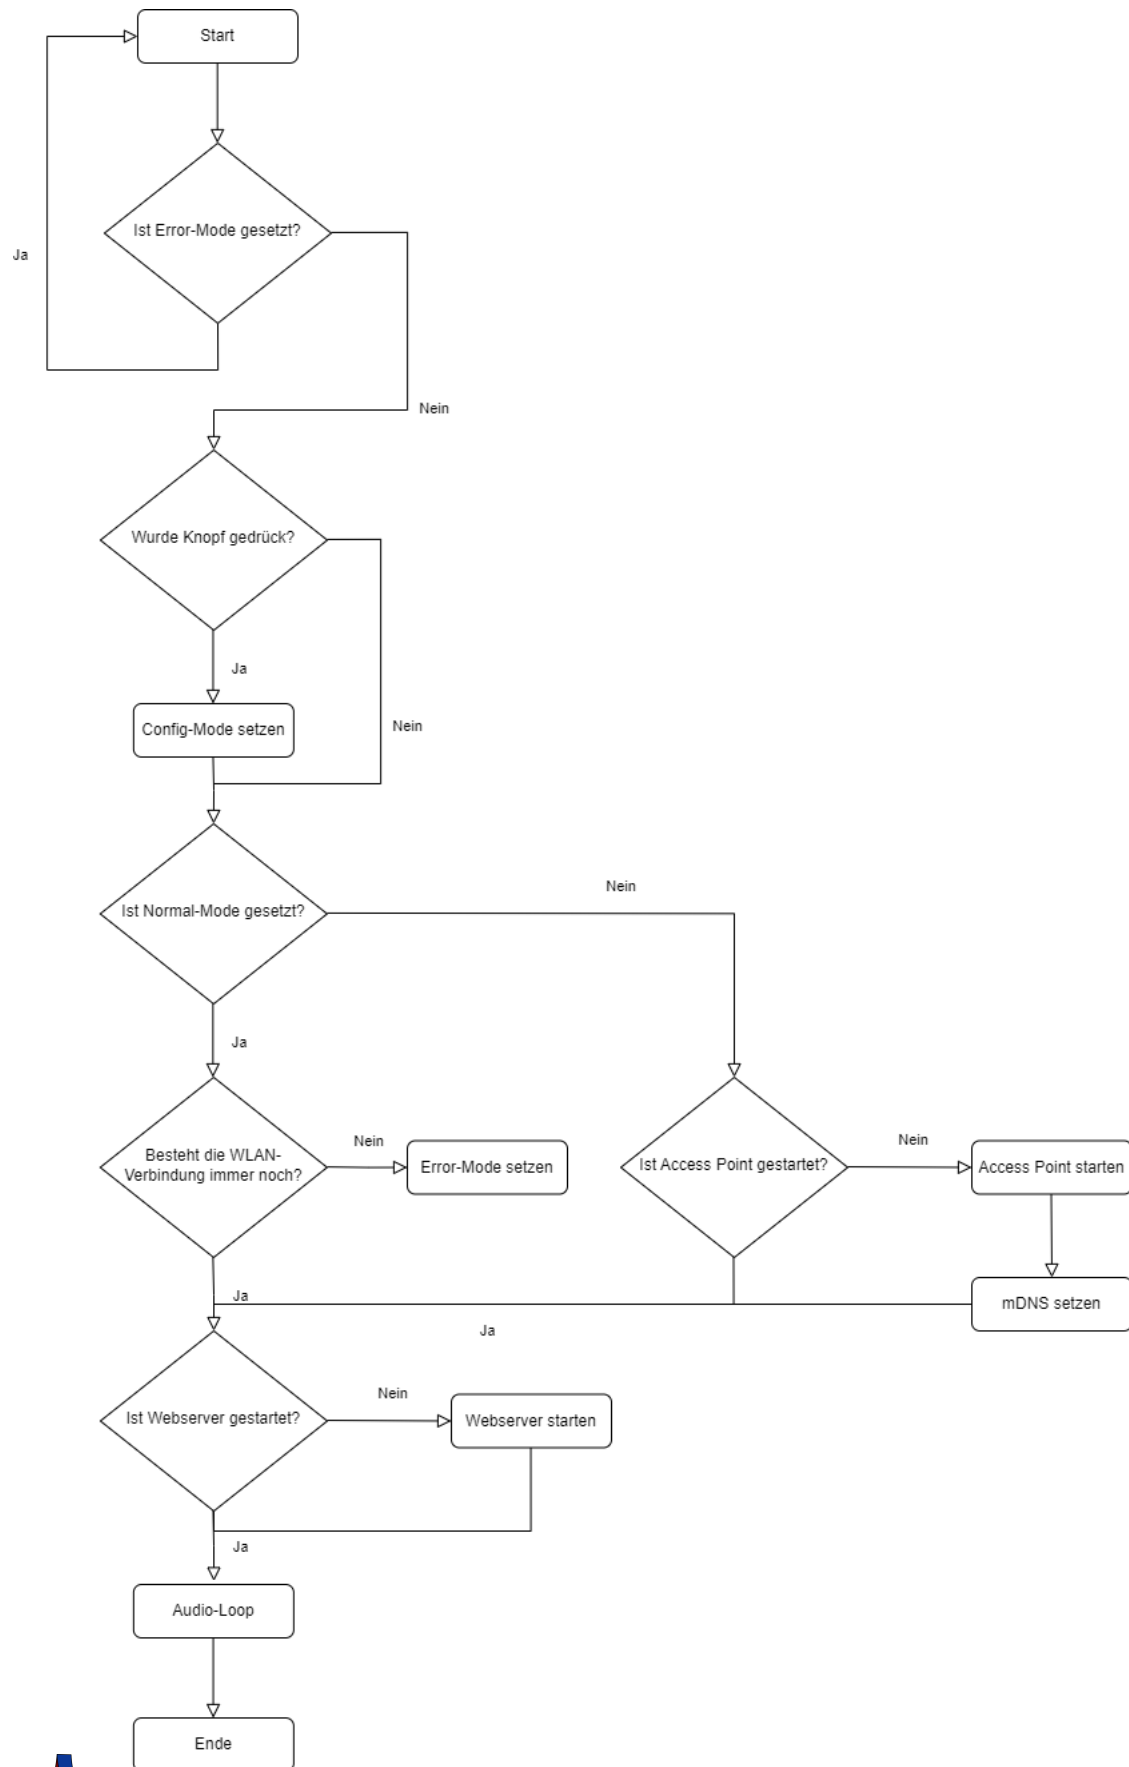 Start
Ist Error-Mode gesetzt?
Ja
Nein
Wurde Knopf gedrück?
Ja
Config-Mode setzen
Nein
Nein
Ist Normal-Mode gesetzt?
Ja
Besteht die WLAN-
Verbindung immer noch?
Nein
Error-Mode setzen
Ist Access Point gestartet?
Nein
Access Point starten
mDNS setzen
Ja
Ja
Ist Webserver gestartet?
Nein
Webserver starten
Ja
Audio-Loop
Ende